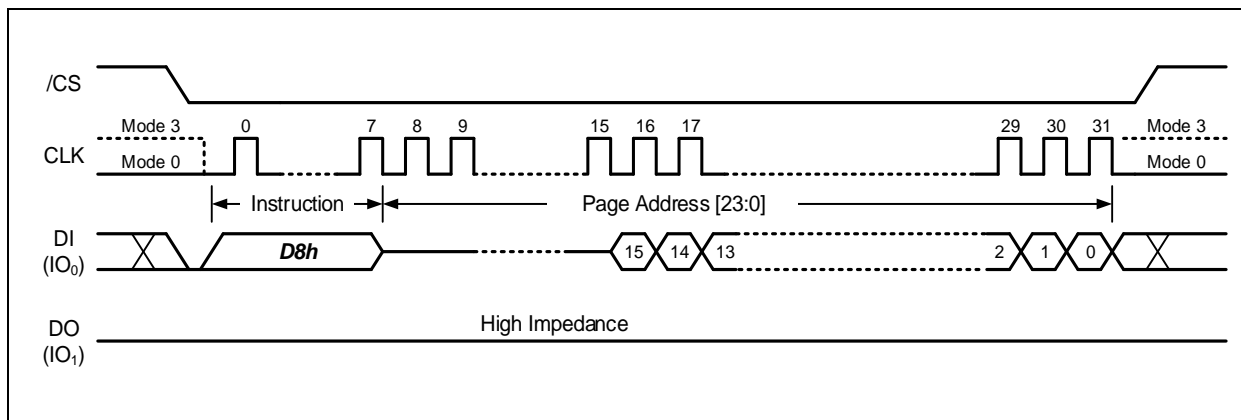 /CS
Mode 3 0 7 8 9 15 16 17 29 30 31 Mode 3
CLK
Mode 0 Mode 0
Instruction Page Address [23:0]
DI D8h 15 14 13 2 1 0
(IO₀)
High Impedance
DO
(IO₁)